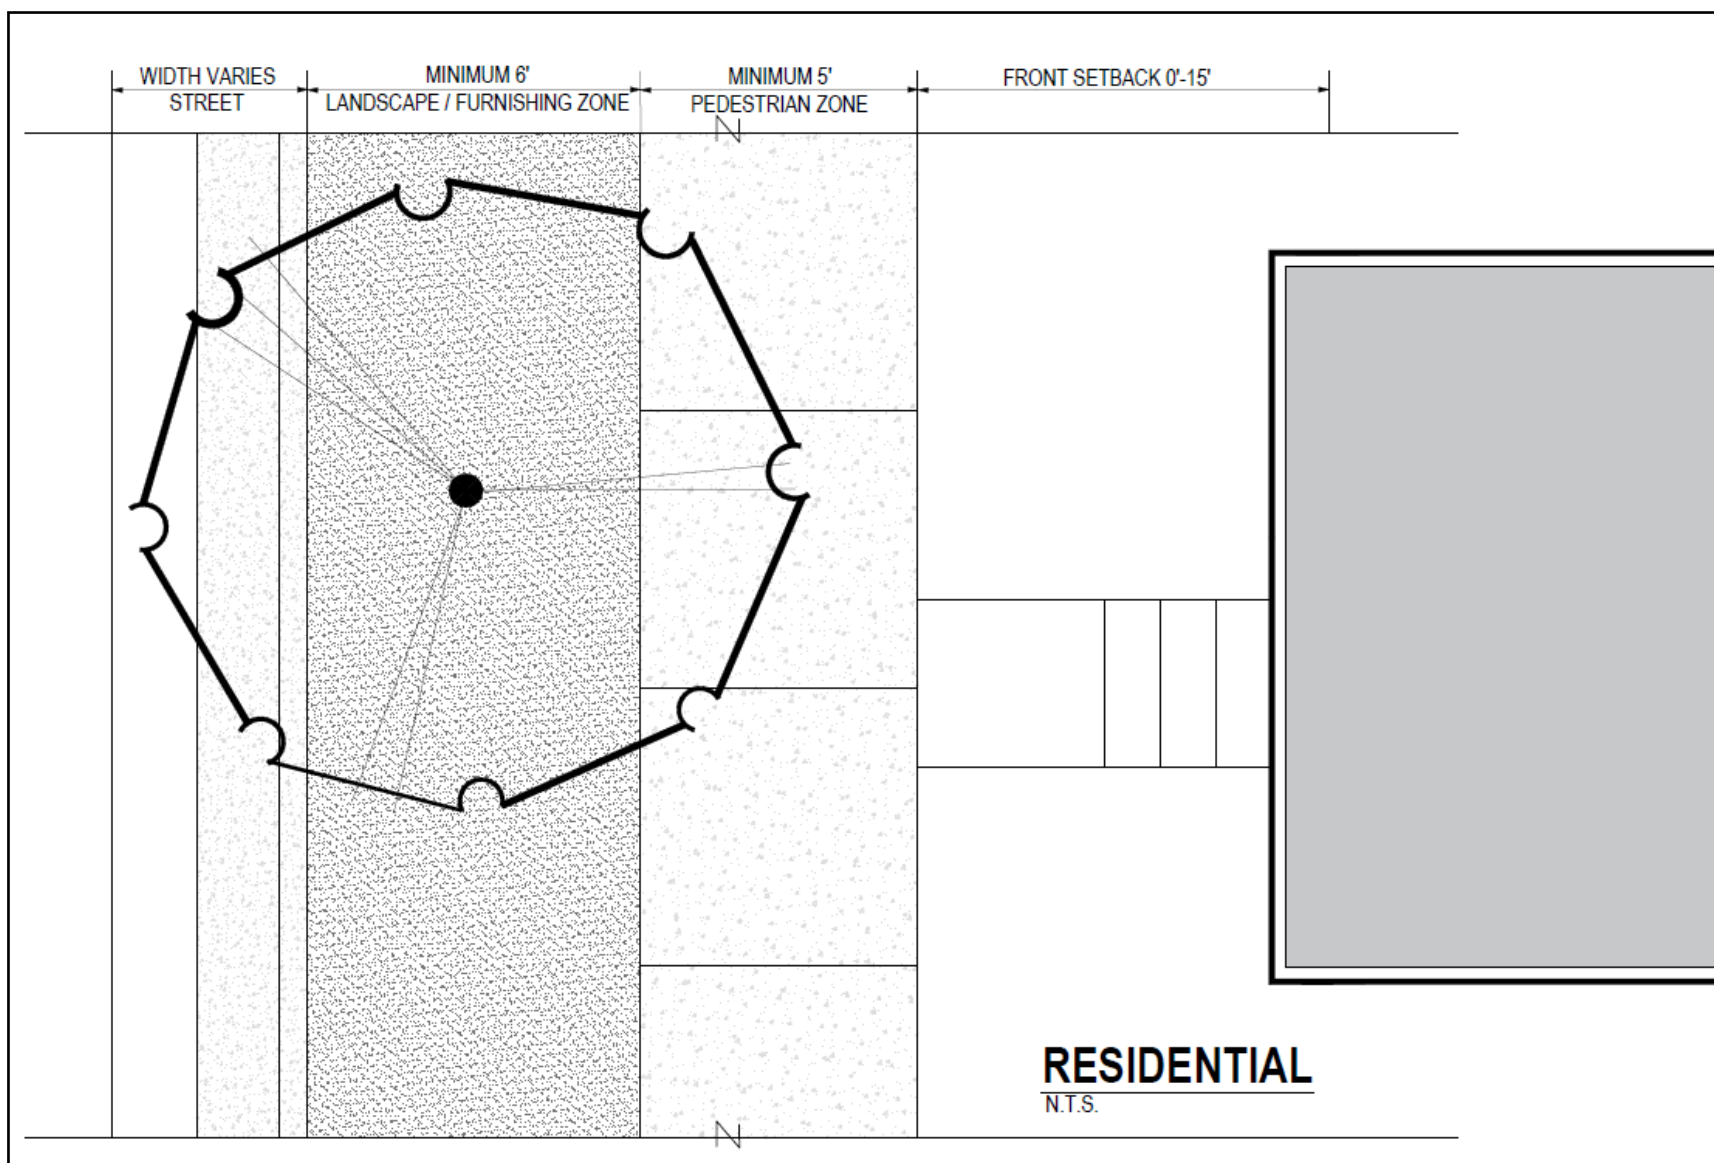 WIDTH VARIES
STREET
MINIMUM 6'
LANDSCAPE / FURNISHING ZONE
MINIMUM 5'
PEDESTRIAN ZONE
FRONT SETBACK 0'-15'
RESIDENTIAL
N.T.S.